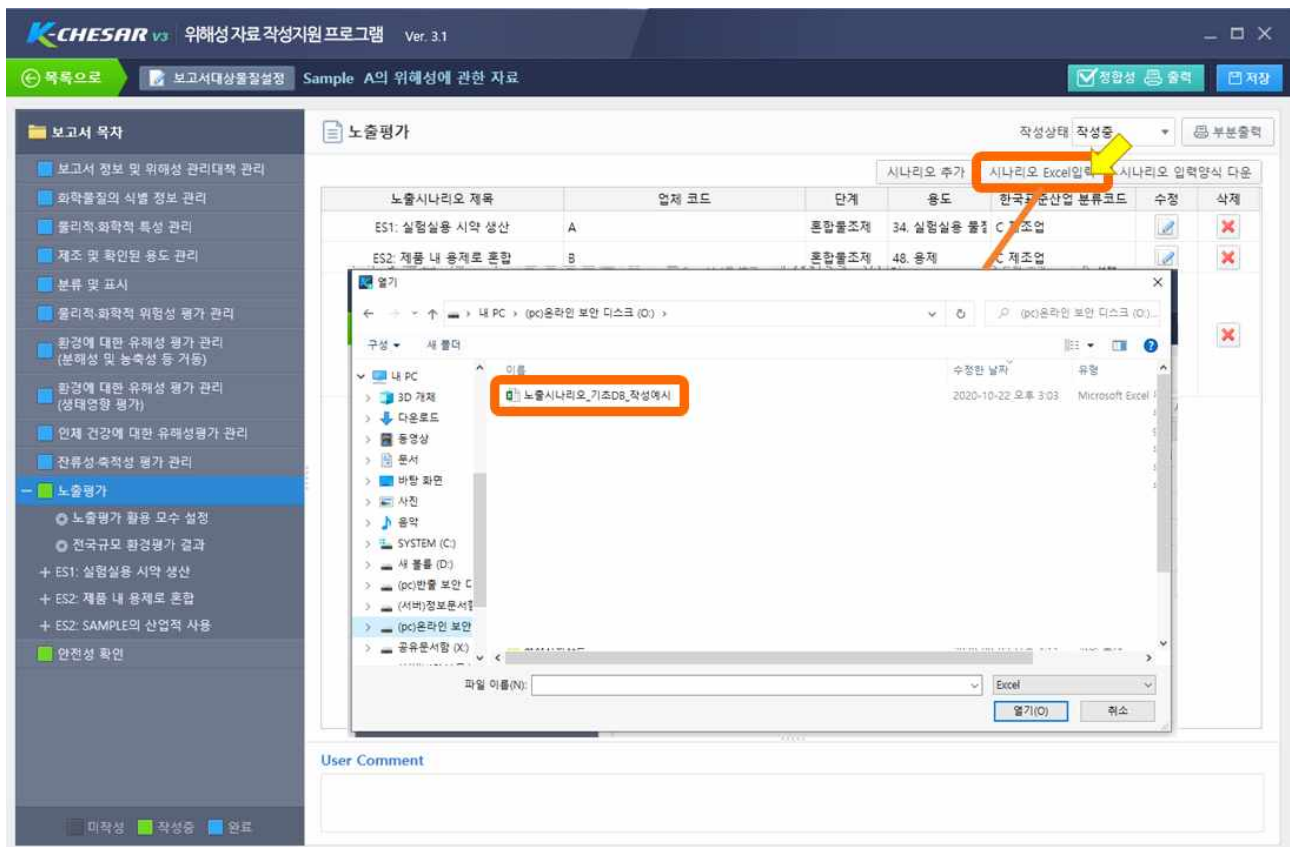 K-CHESAR V3 위해성 자료 작성지원 프로그램 Ver. 3.1
목록으로 보고서대상물질설정 Sample A의 위해성에 관한 자료 정합성 출력 저장
보고서 목차
보고서 정보 및 위해성 관리대책 관리
화학물질의 식별 정보 관리
물리적·화학적 특성 관리
제조 및 확인된 용도 관리
분류 및 표시
물리적·화학적 위험성 평가 관리
환경에 대한 유해성 평가 관리
(분해성 및 농축성 등 거동)
환경에 대한 유해성 평가 관리
(생태영향 평가)
인체 건강에 대한 유해성평가 관리
잔류성·축적성 평가 관리
노출평가
노출평가 활용 모수 설정
전국규모 환경평가 결과
ES1: 실험실용 시약 생산
ES2: 제품 내 용제로 혼합
ES2: SAMPLE의 산업적 사용
안전성 확인
미작성 작성중 완료
노출평가 작성상태 작성중 부분출력
시나리오 추가 시나리오 Excel입력 시나리오 입력양식 다운
노출시나리오 제목 업체 코드 단계 용도 한국표준산업 분류코드 수정 삭제
ES1: 실험실용 시약 생산 A 혼합물조제 34. 실험실용 물질 C 제조업
ES2: 제품 내 용제로 혼합 B 혼합물조제 48. 용제 C 제조업
열기
내 PC (pc)온라인 보안 디스크 (O:) (pc)온라인 보안 디스크 (O:)...
구성 새 폴더
이름 수정한 날짜 유형
노출시나리오_기초DB_작성예시 2020-10-22 오후 3:03 Microsoft Excel
내 PC
3D 개체
다운로드
동영상
문서
바탕 화면
사진
음악
SYSTEM (C:)
새 볼륨 (D:)
(pc)반출 보안 디
(서버)정보문서함
(pc)온라인 보안
공유문서함 (X:)
파일 이름(N): Excel
열기(O) 취소
User Comment